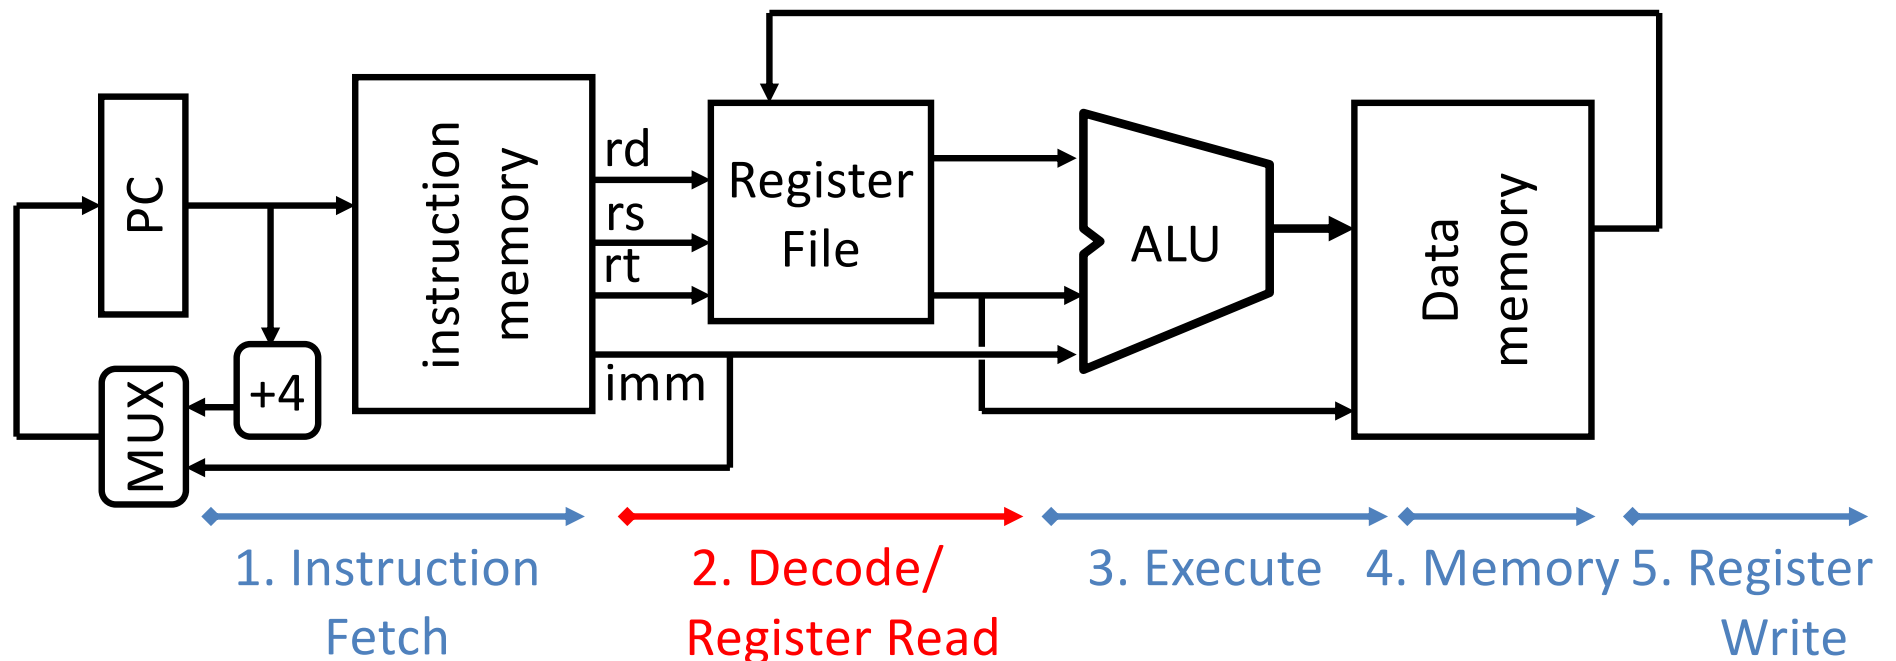 PC
MUX
+4
instruction
memory
rd
rs
rt
imm
Register
File
ALU
Data
memory
1. Instruction
Fetch
2. Decode/
Register Read
3. Execute
4. Memory
5. Register
Write